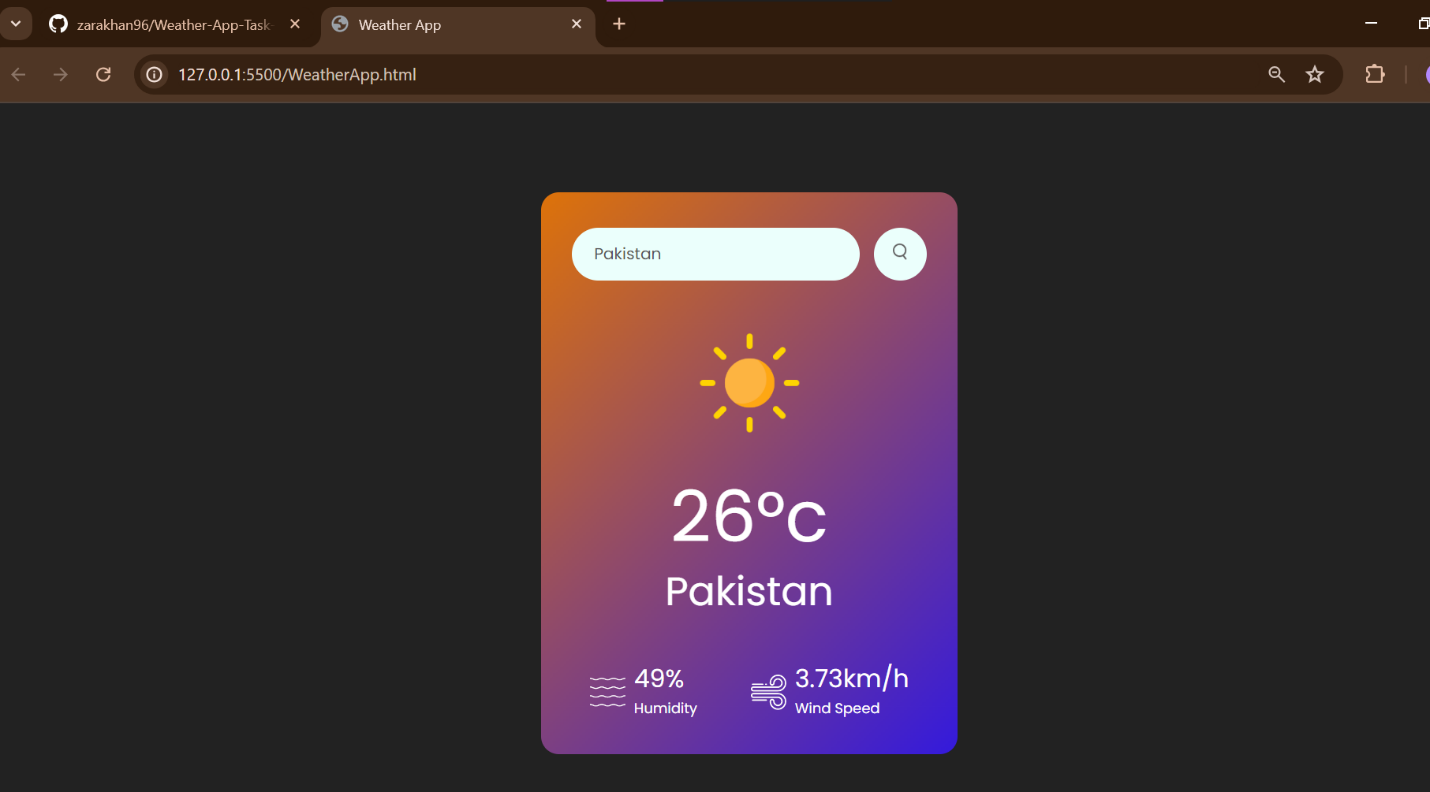 zarakhan96/Weather-App-Task-
Weather App
127.0.0.1:5500/WeatherApp.html
Pakistan
26°c
Pakistan
49%
Humidity
3.73km/h
Wind Speed